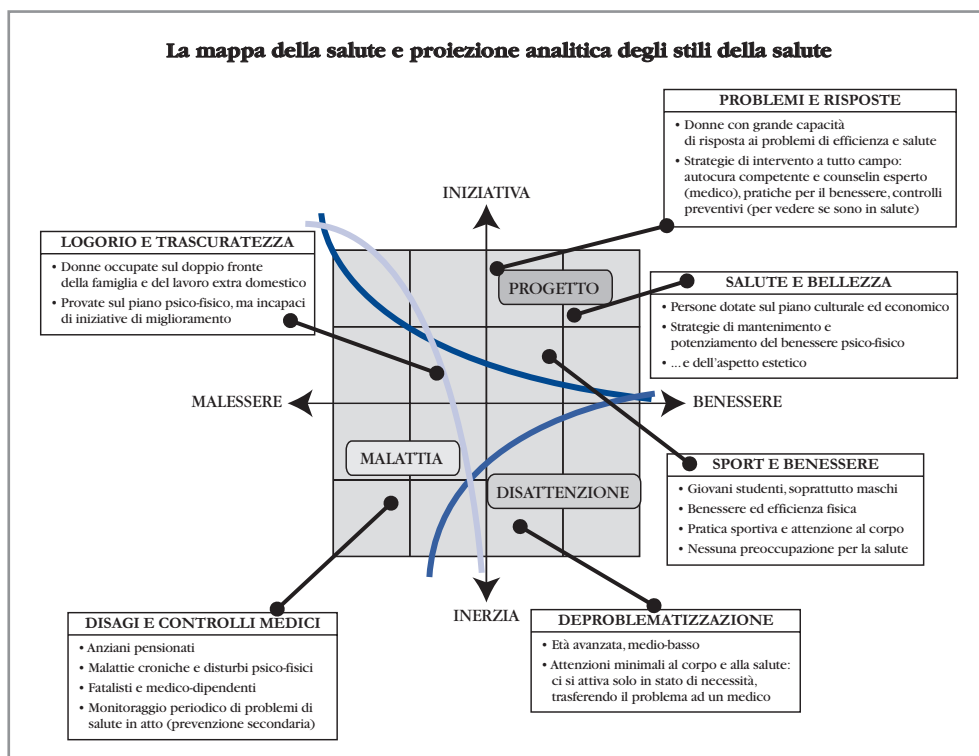 La mappa della salute e proiezione analitica degli stili della salute
PROBLEMI E RISPOSTE
• Donne con grande capacità
di risposta ai problemi di efficienza e salute
• Strategie di intervento a tutto campo:
autocura competente e counselin esperto
(medico), pratiche per il benessere, controlli
preventivi (per vedere se sono in salute)
INIZIATIVA
LOGORIO E TRASCURATEZZA
• Donne occupate sul doppio fronte
della famiglia e del lavoro extra domestico
• Provate sul piano psico-fisico, ma incapaci
di iniziative di miglioramento
PROGETTO
SALUTE E BELLEZZA
• Persone dotate sul piano culturale ed economico
• Strategie di mantenimento e
potenziamento del benessere psico-fisico
• ...e dell'aspetto estetico
MALESSERE
BENESSERE
MALATTIA
DISATTENZIONE
SPORT E BENESSERE
• Giovani studenti, soprattutto maschi
• Benessere ed efficienza fisica
• Pratica sportiva e attenzione al corpo
• Nessuna preoccupazione per la salute
INERZIA
DISAGI E CONTROLLI MEDICI
• Anziani pensionati
• Malattie croniche e disturbi psico-fisici
• Fatalisti e medico-dipendenti
• Monitoraggio periodico di problemi di
salute in atto (prevenzione secondaria)
DEPROBLEMATIZZAZIONE
• Età avanzata, medio-basso
• Attenzioni minimali al corpo e alla salute:
ci si attiva solo in stato di necessità,
trasferendo il problema ad un medico